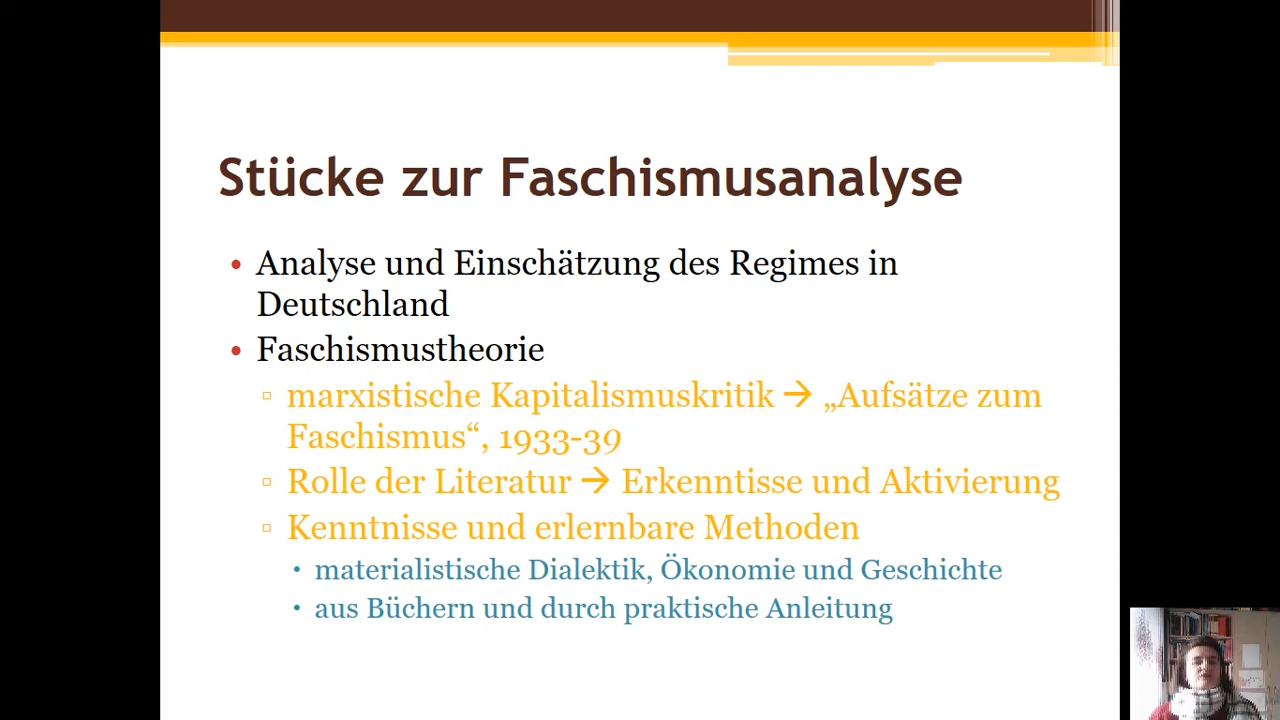 Stücke zur Faschismusanalyse
• Analyse und Einschätzung des Regimes in
Deutschland
• Faschismustheorie
▫ marxistische Kapitalismuskritik → „Aufsätze zum
Faschismus“, 1933-39
▫ Rolle der Literatur → Erkenntisse und Aktivierung
▫ Kenntnisse und erlernbare Methoden
• materialistische Dialektik, Ökonomie und Geschichte
• aus Büchern und durch praktische Anleitung